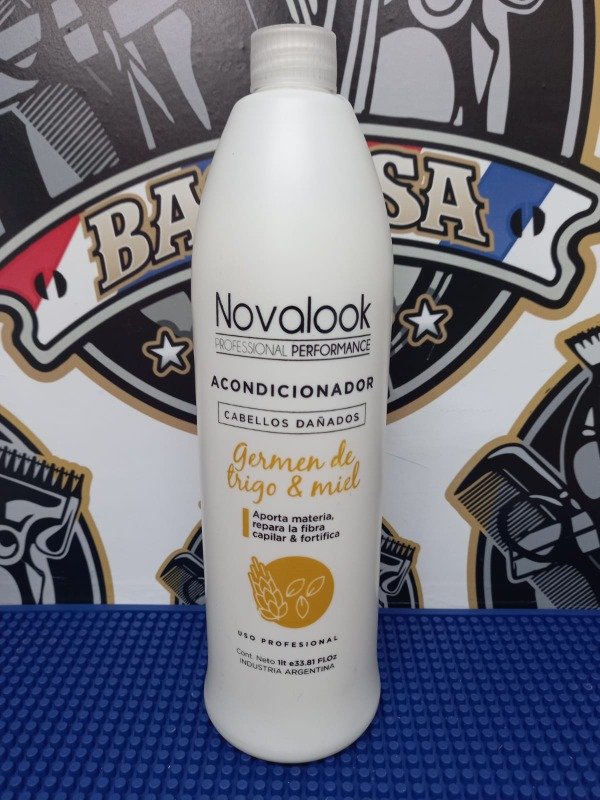 Novalook
PROFESSIONAL PERFORMANCE
ACONDICIONADOR
CABELLOS DAÑADOS
germen de
trigo & miel
Aporta materia,
repara la fibra
capilar & fortifica
USO PROFESIONAL
Cont. Neto 1lt e33.81 FLOz
INDUSTRIA ARGENTINA